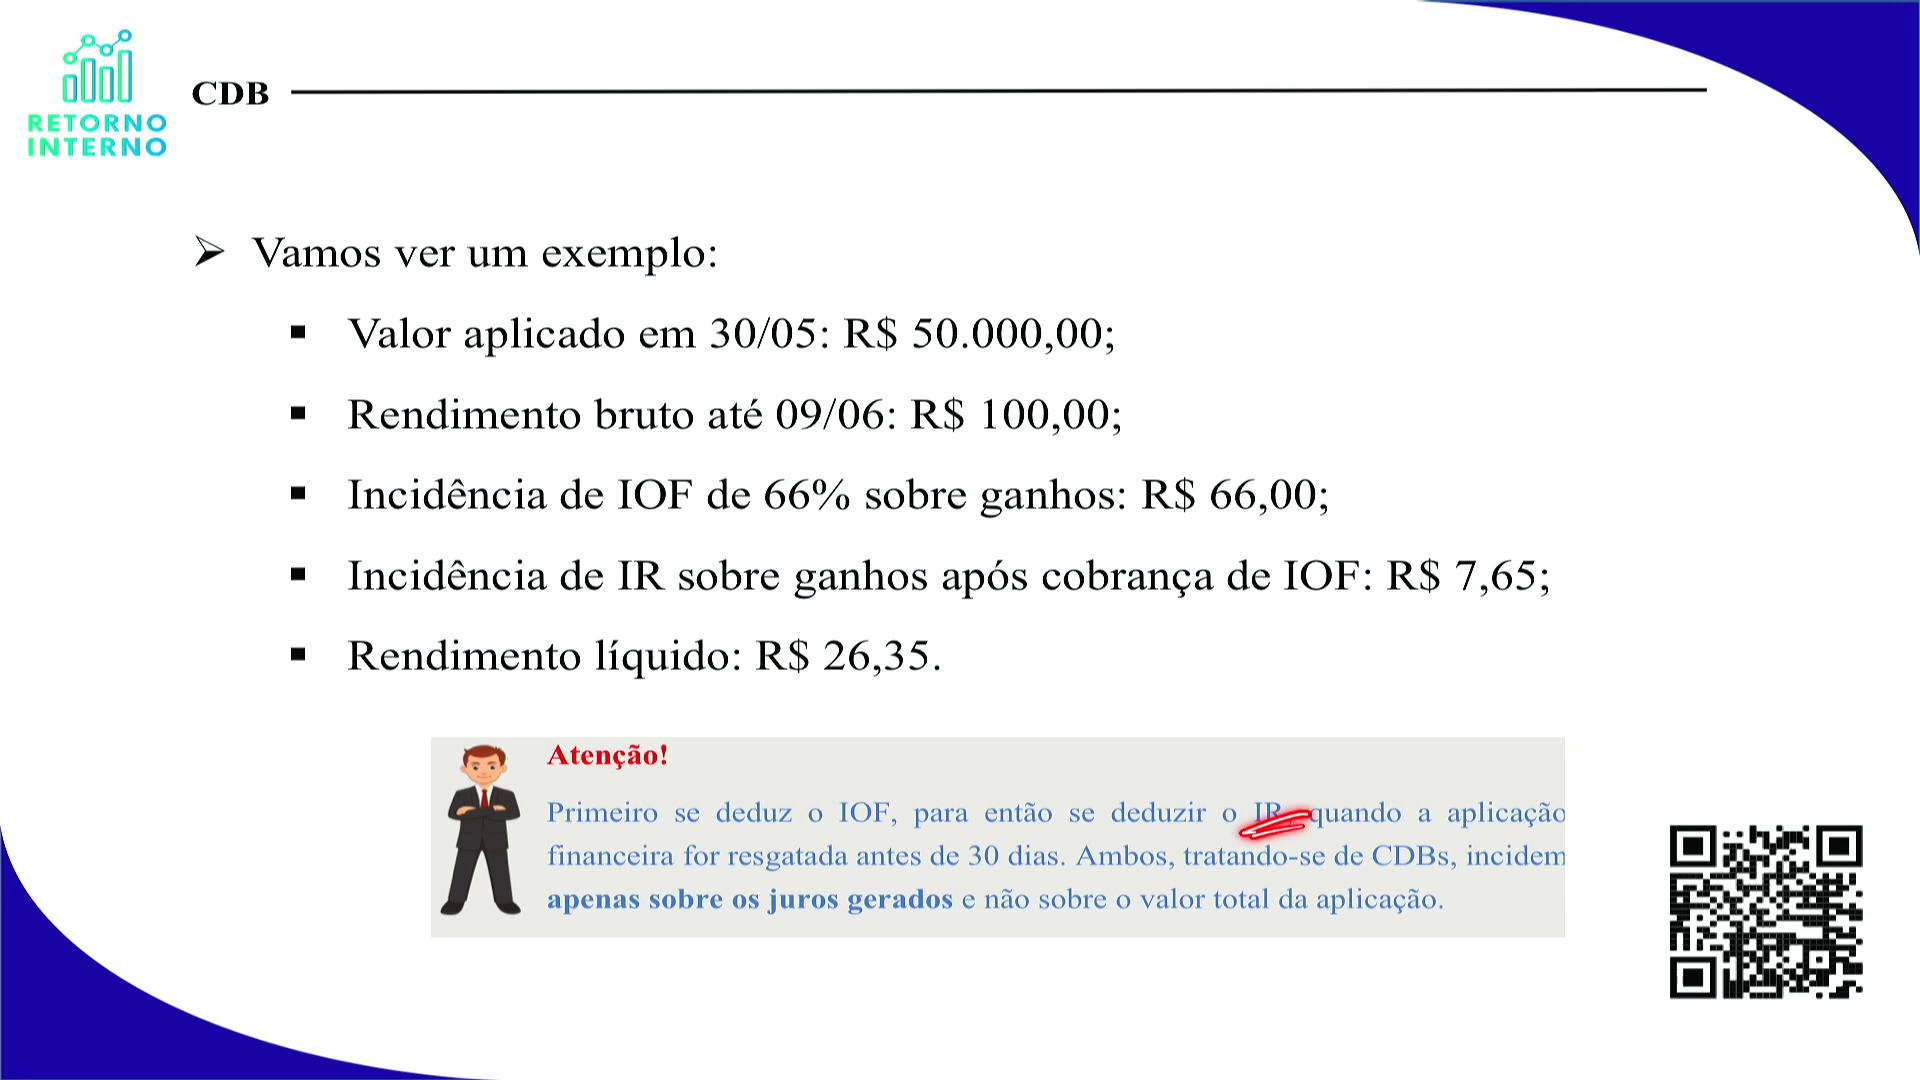 RETORNO
INTERNO
CDB
Vamos ver um exemplo:
Valor aplicado em 30/05: R$ 50.000,00;
Rendimento bruto até 09/06: R$ 100,00;
Incidência de IOF de 66% sobre ganhos: R$ 66,00;
Incidência de IR sobre ganhos após cobrança de IOF: R$ 7,65;
Rendimento líquido: R$ 26,35.
Atenção!
Primeiro se deduz o IOF, para então se deduzir o IR, quando a aplicação
financeira for resgatada antes de 30 dias. Ambos, tratando-se de CDBs, incidem
apenas sobre os juros gerados e não sobre o valor total da aplicação.